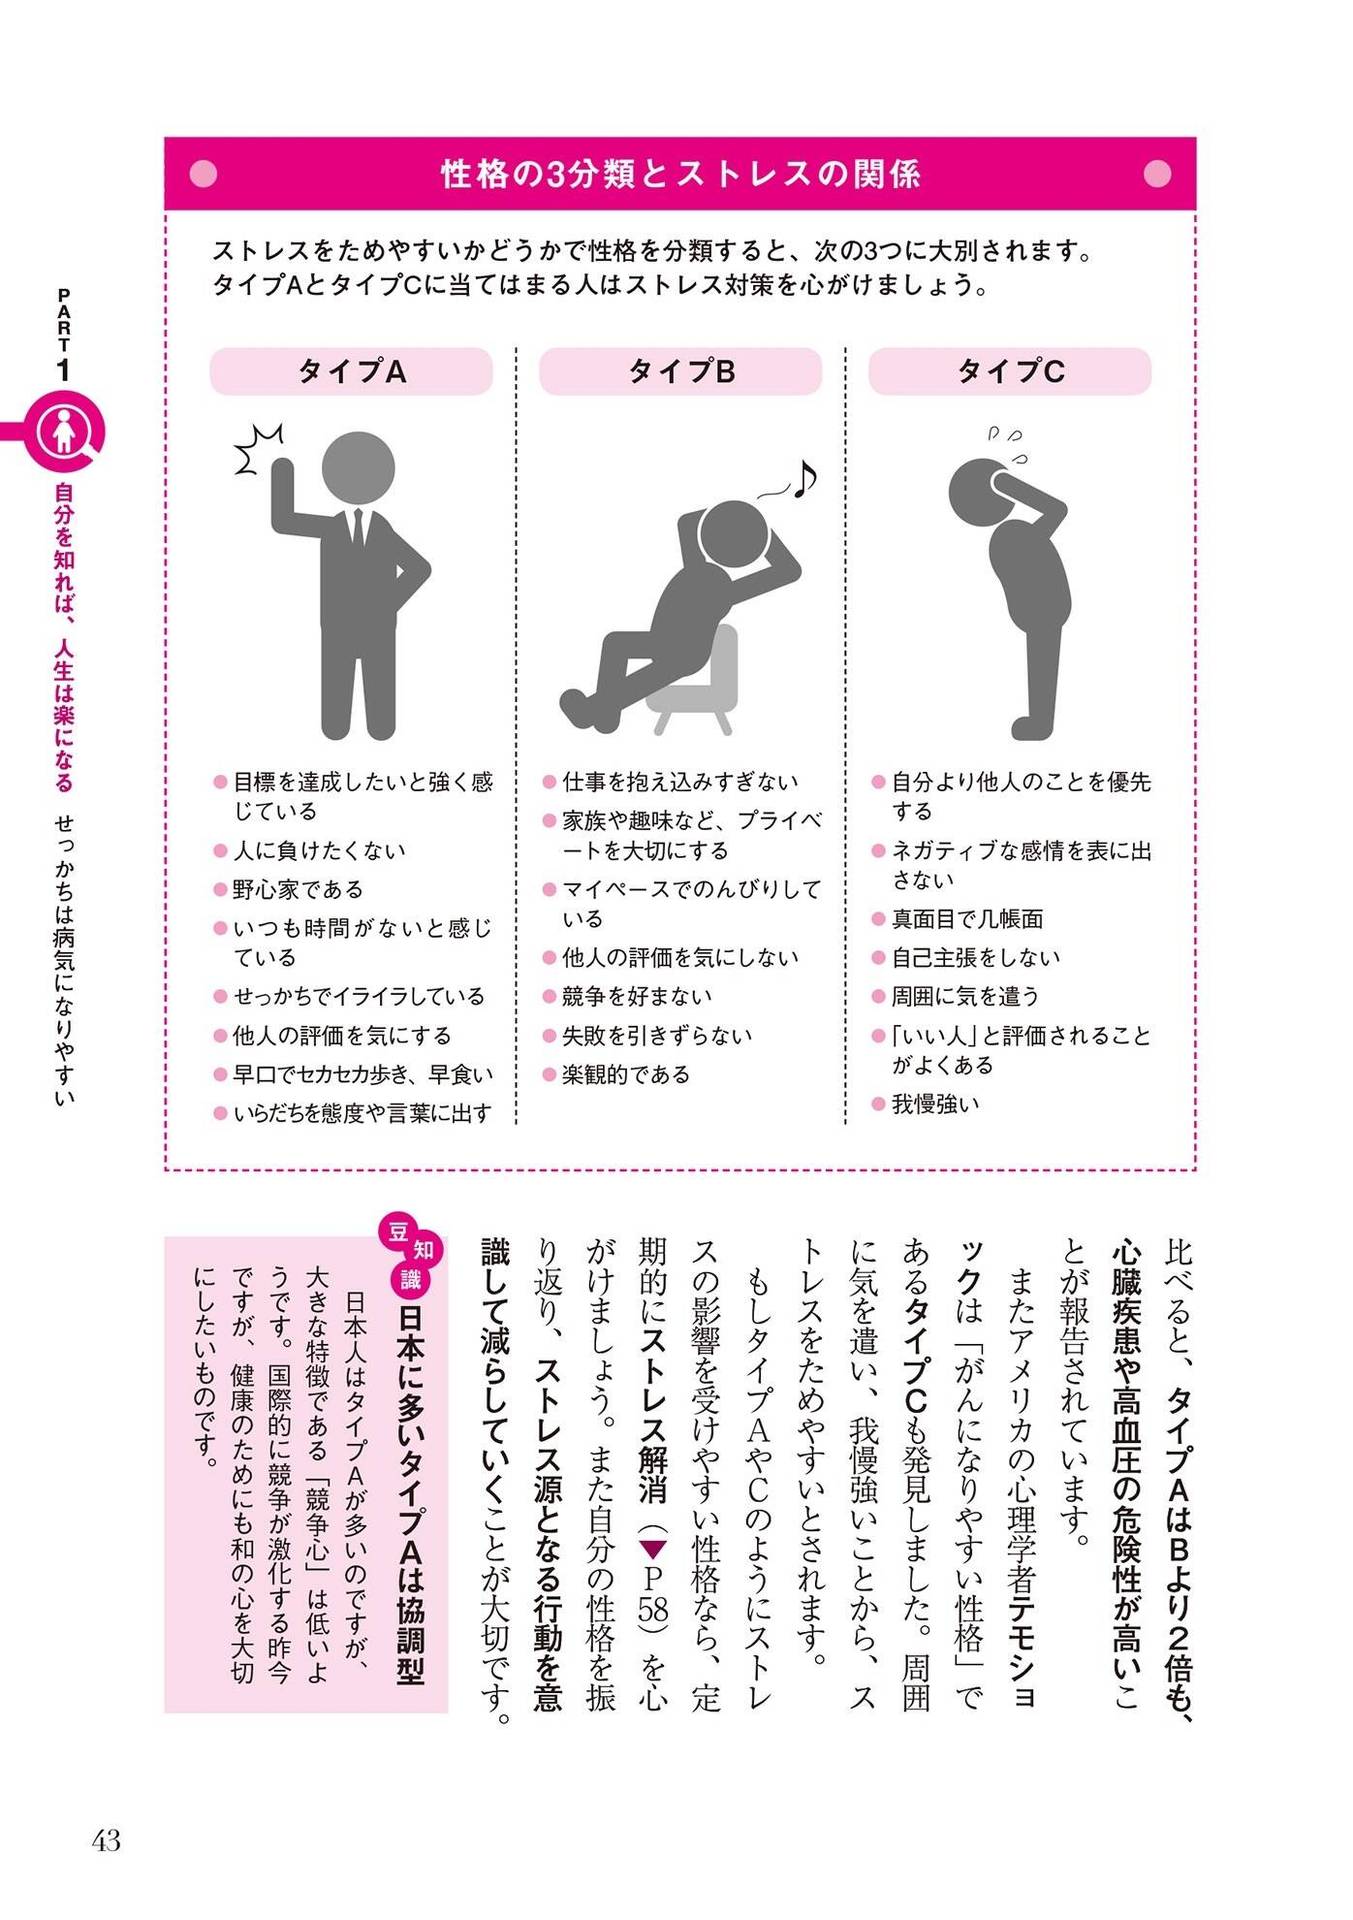 PART1
自分を知れば、人生は楽になる　せっかちは病気になりやすい
性格の3分類とストレスの関係
ストレスをためやすいかどうかで性格を分類すると、次の3つに大別されます。
タイプAとタイプCに当てはまる人はストレス対策を心がけましょう。
タイプA
●目標を達成したいと強く感
じている
●人に負けたくない
●野心家である
●いつも時間がないと感じ
ている
●せっかちでイライラしている
●他人の評価を気にする
●早口でセカセカ歩き、早食い
●いらだちを態度や言葉に出す
タイプB
●仕事を抱え込みすぎない
●家族や趣味など、プライベ
ートを大切にする
●マイペースでのんびりして
いる
●他人の評価を気にしない
●競争を好まない
●失敗を引きずらない
●楽観的である
タイプC
●自分より他人のことを優先
する
●ネガティブな感情を表に出
さない
●真面目で几帳面
●自己主張をしない
●周囲に気を遣う
●「いい人」と評価されること
がよくある
●我慢強い
比べると、タイプAはBより2倍も、
心臓疾患や高血圧の危険性が高いこ
とが報告されています。
またアメリカの心理学者テモショ
ックは「がんになりやすい性格」で
あるタイプCも発見しました。周囲
に気を遣い、我慢強いことから、ス
トレスをためやすいとされます。
もしタイプAやCのようにストレ
スの影響を受けやすい性格なら、定
期的にストレス解消（▼P58）を心
がけましょう。また自分の性格を振
り返り、ストレス源となる行動を意
識して減らしていくことが大切です。
豆知識
日本に多いタイプAは協調型
日本人はタイプAが多いのですが、
大きな特徴である「競争心」は低いよ
うです。国際的に競争が激化する昨今
ですが、健康のためにも和の心を大切
にしたいものです。
43